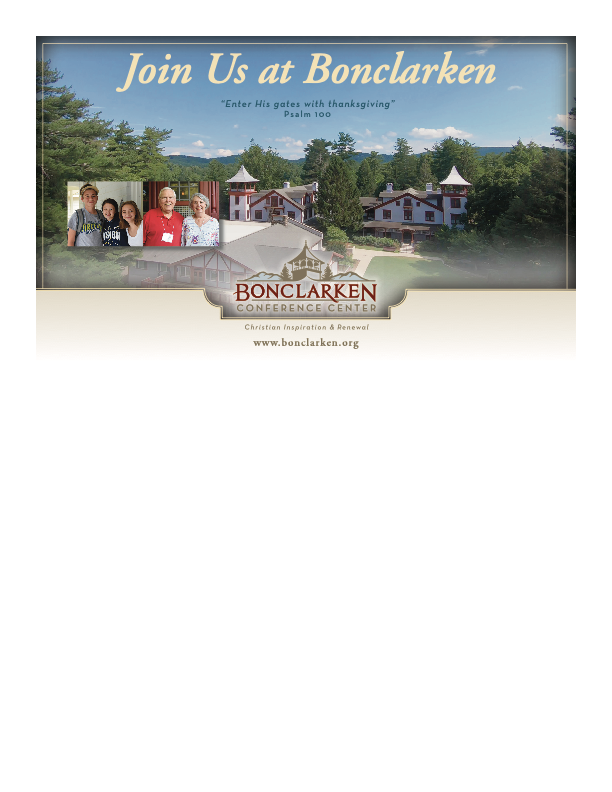 Join Us at Bonclarken
"Enter His gates with thanksgiving"
Psalm 100
BONCLARKEN
CONFERENCE CENTER
Christian Inspiration & Renewal
www.bonclarken.org